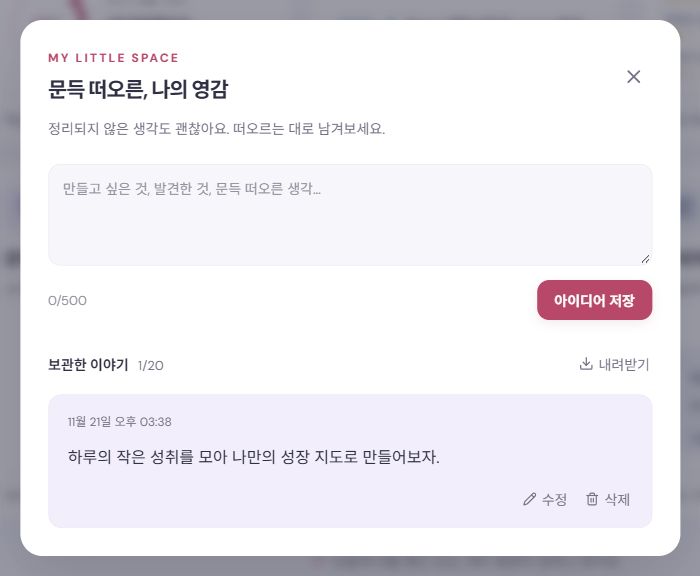 MY LITTLE SPACE
문득 떠오른, 나의 영감
정리되지 않은 생각도 괜찮아요. 떠오르는 대로 남겨보세요.
만들고 싶은 것, 발견한 것, 문득 떠오른 생각...
0/500
아이디어 저장
보관한 이야기 1/20
내려받기
11월 21일 오후 03:38
하루의 작은 성취를 모아 나만의 성장 지도로 만들어보자.
수정 삭제